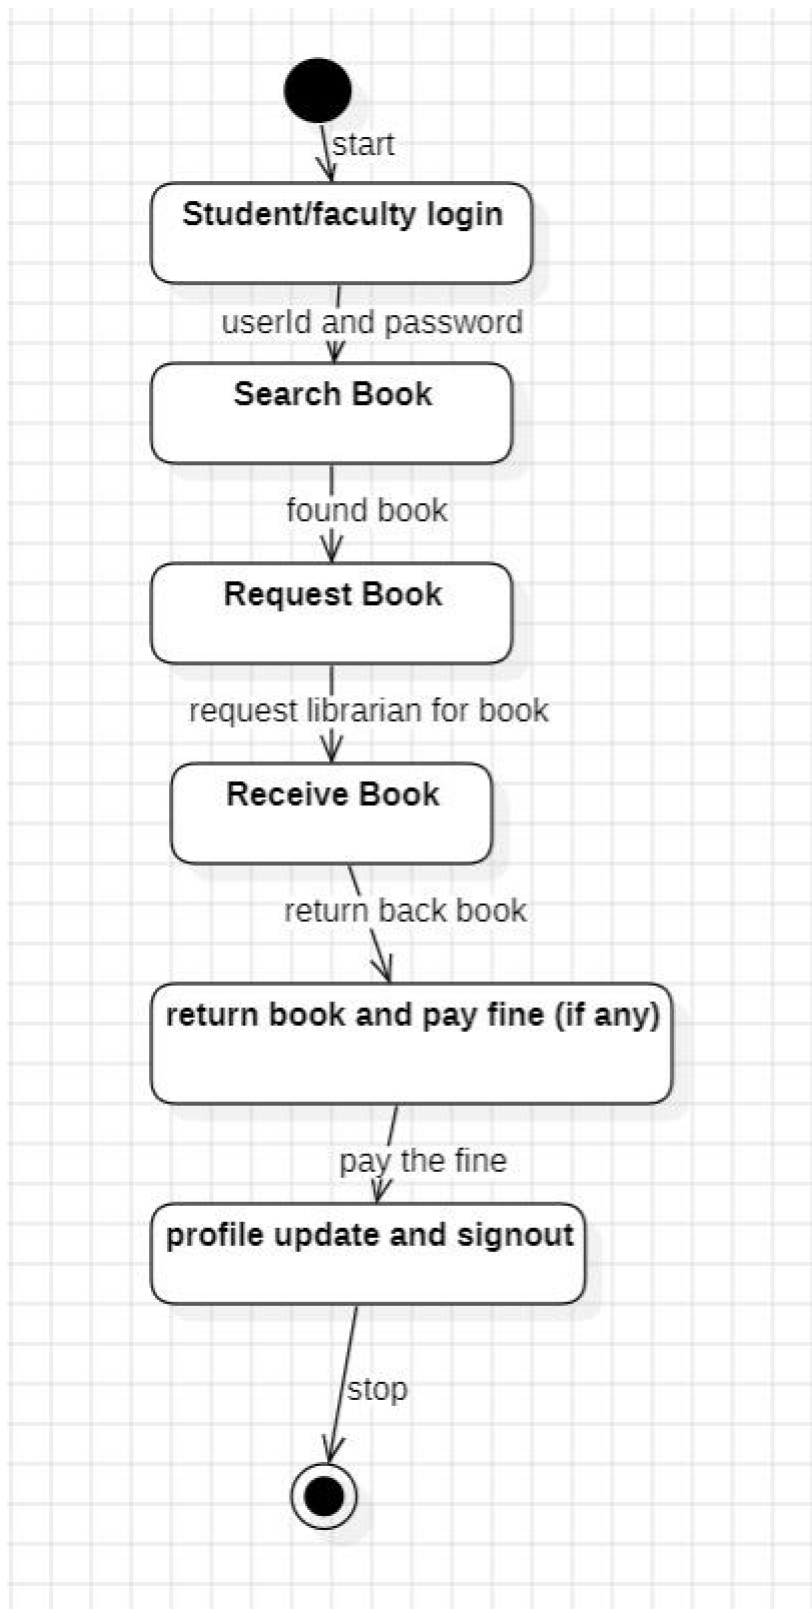 start
Student/faculty login
userId and password
Search Book
found book
Request Book
request librarian for book
Receive Book
return back book
return book and pay fine (if any)
pay the fine
profile update and signout
stop